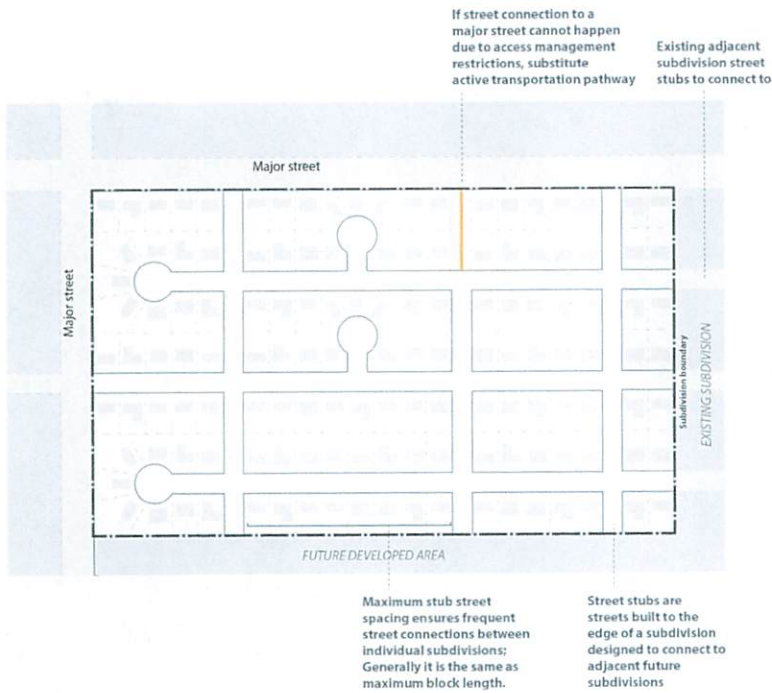 If street connection to a
major street cannot happen
due to access management
restrictions, substitute
active transportation pathway
Existing adjacent
subdivision street
stubs to connect to
Major street
Major street
Subdivision boundary
EXISTING SUBDIVISION
FUTURE DEVELOPED AREA
Maximum stub street
spacing ensures frequent
street connections between
individual subdivisions;
Generally it is the same as
maximum block length.
Street stubs are
streets built to the
edge of a subdivision
designed to connect to
adjacent future
subdivisions